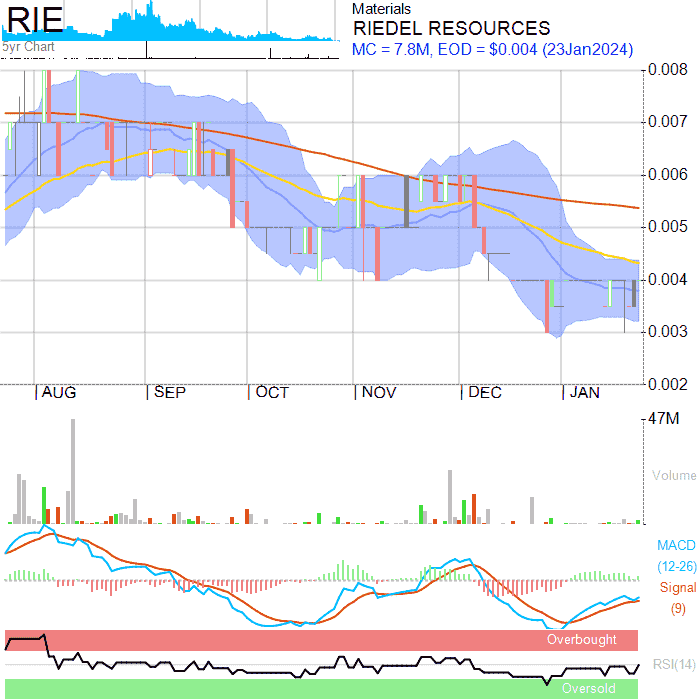 RIE
5yr Chart
Materials
RIEDEL RESOURCES
MC = 7.8M, EOD = $0.004 (23Jan2024)
0.008
0.007
0.006
0.005
0.004
0.003
0.002
AUG SEP OCT NOV DEC JAN
47M
Volume
MACD
(12-26)
Signal
(9)
Overbought
RSI(14)
Oversold